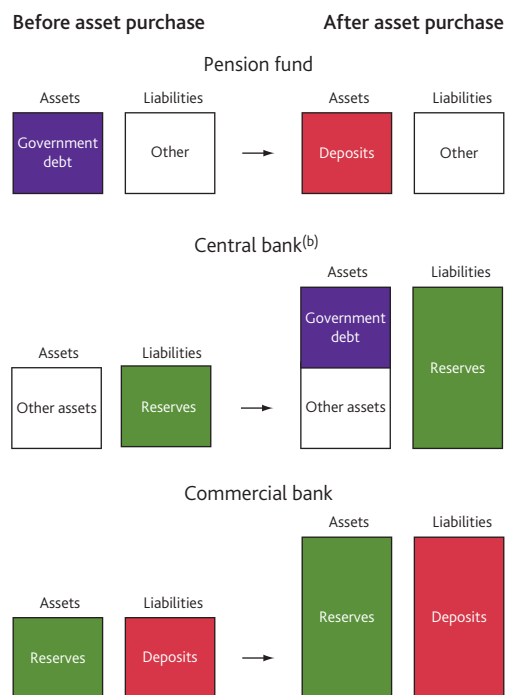 Before asset purchase After asset purchase
Pension fund
Assets Liabilities Assets Liabilities
Government
debt
Other
Deposits
Other
Central bank(b)
Assets Liabilities
Government
debt
Assets Liabilities
Reserves
Other assets
Reserves
Other assets
Commercial bank
Assets Liabilities
Assets Liabilities
Reserves
Deposits
Reserves
Deposits